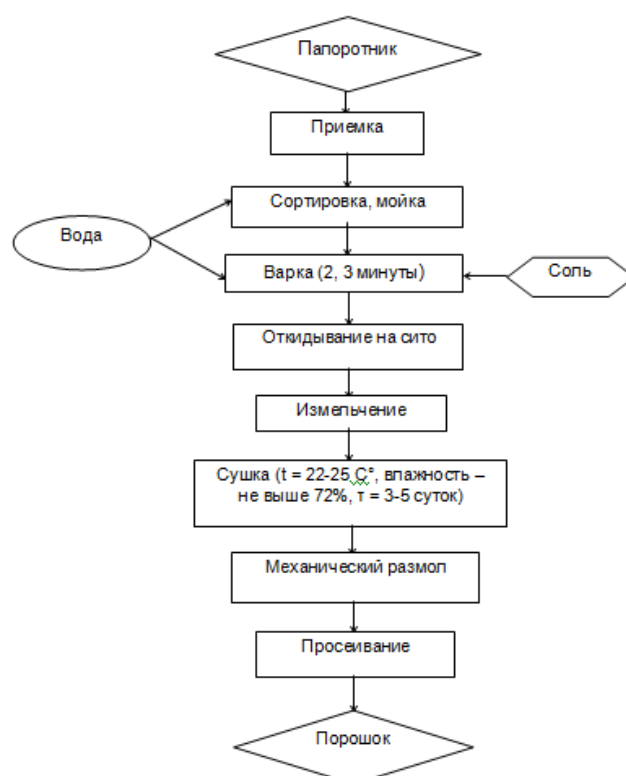 Папоротник
Приемка
Сортировка, мойка
Вода
Варка (2, 3 минуты)
Соль
Откидывание на сито
Измельчение
Сушка (t = 22-25 С°, влажность –
не выше 72%, τ = 3-5 суток)
Механический размол
Просеивание
Порошок